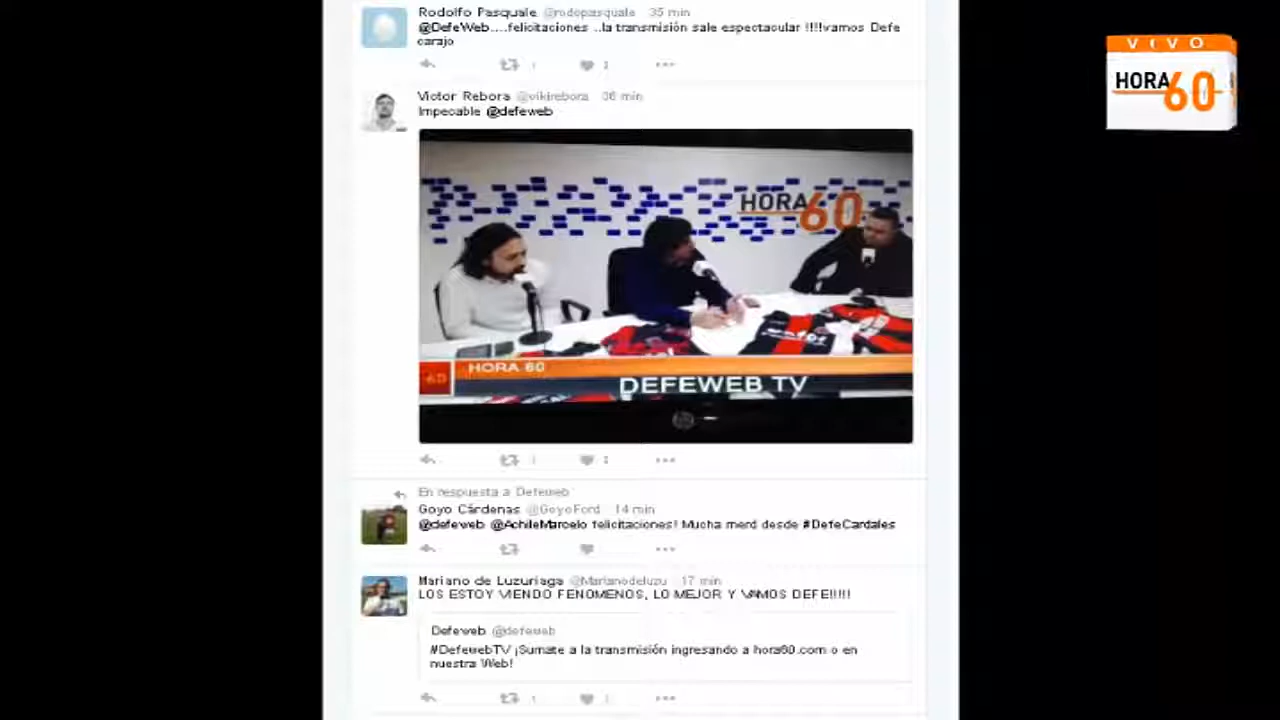 Rodolfo Pasquale @rodopasquale 35 min
@DefeWeb....felicitaciones ..la transmisión sale espectacular !!!!vamos Defe
carajo
VIVO
HORA
60
Victor Rebora @vikirebora 36 min
Impecable @defeweb
HORA
60
HORA 60
60
DEFEWEB TV
En respuesta a Defeweb
Goyo Cárdenas @GoyoFord 14 min
@defeweb @AchileMarcelo felicitaciones! Mucha merd desde #DefeCardales
Mariano de Luzuriaga @Marianodeluzu 17 min
LOS ESTOY VIENDO FENOMENOS, LO MEJOR Y VAMOS DEFE!!!!!
Defeweb @defeweb
#DefewebTV ¡Sumate a la transmisión ingresando a hora60.com o en
nuestra Web!